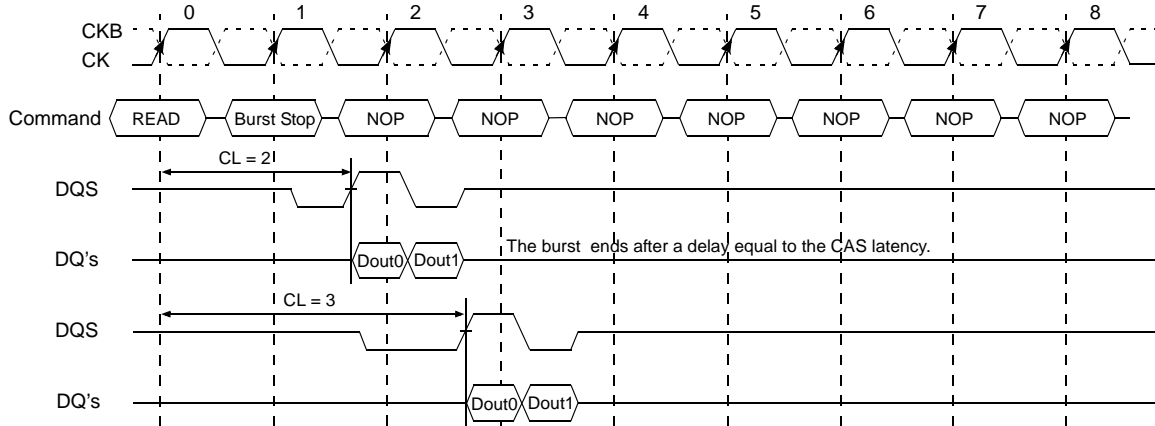 0 1 2 3 4 5 6 7 8
CKB
CK
Command READ Burst Stop NOP NOP NOP NOP NOP NOP NOP
CL = 2
DQS
DQ's Dout0 Dout1 The burst ends after a delay equal to the CAS latency.
CL = 3
DQS
DQ's Dout0 Dout1